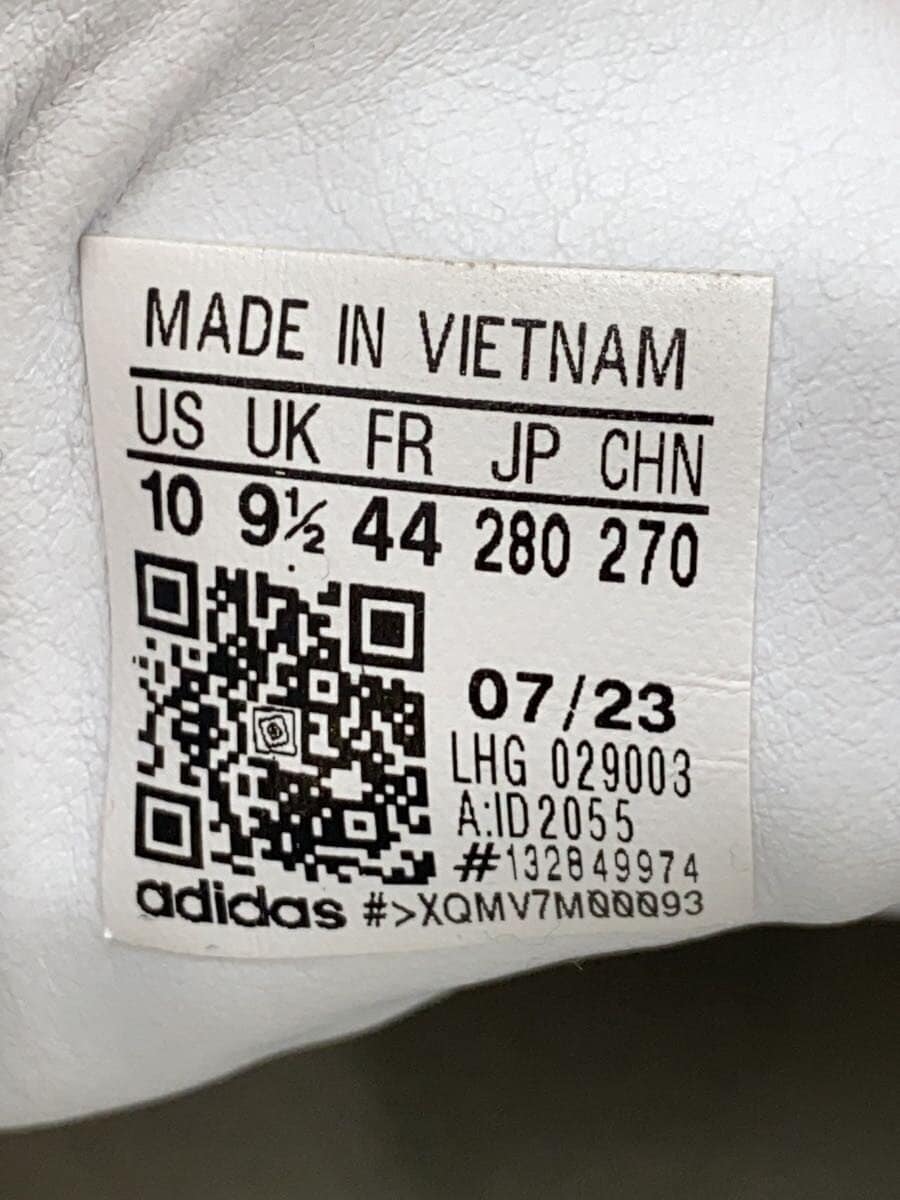 MADE IN VIETNAM
US UK FR JP CHN
10 9½ 44 280 270
07/23
LHG 029003
A:ID2055
#132849974
adidas #>XQMV7M00093